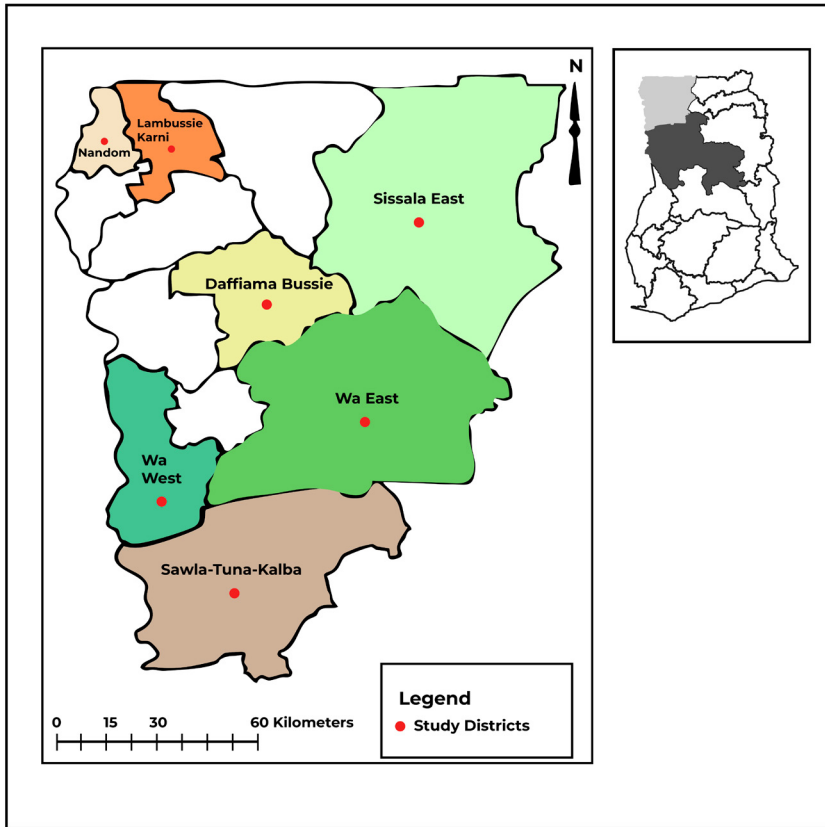 N
Lambussie
Karni
Nandom
Sissala East
Daffiama Bussie
Wa East
Wa
West
Sawla-Tuna-Kalba
Legend
Study Districts
0 15 30 60 Kilometers